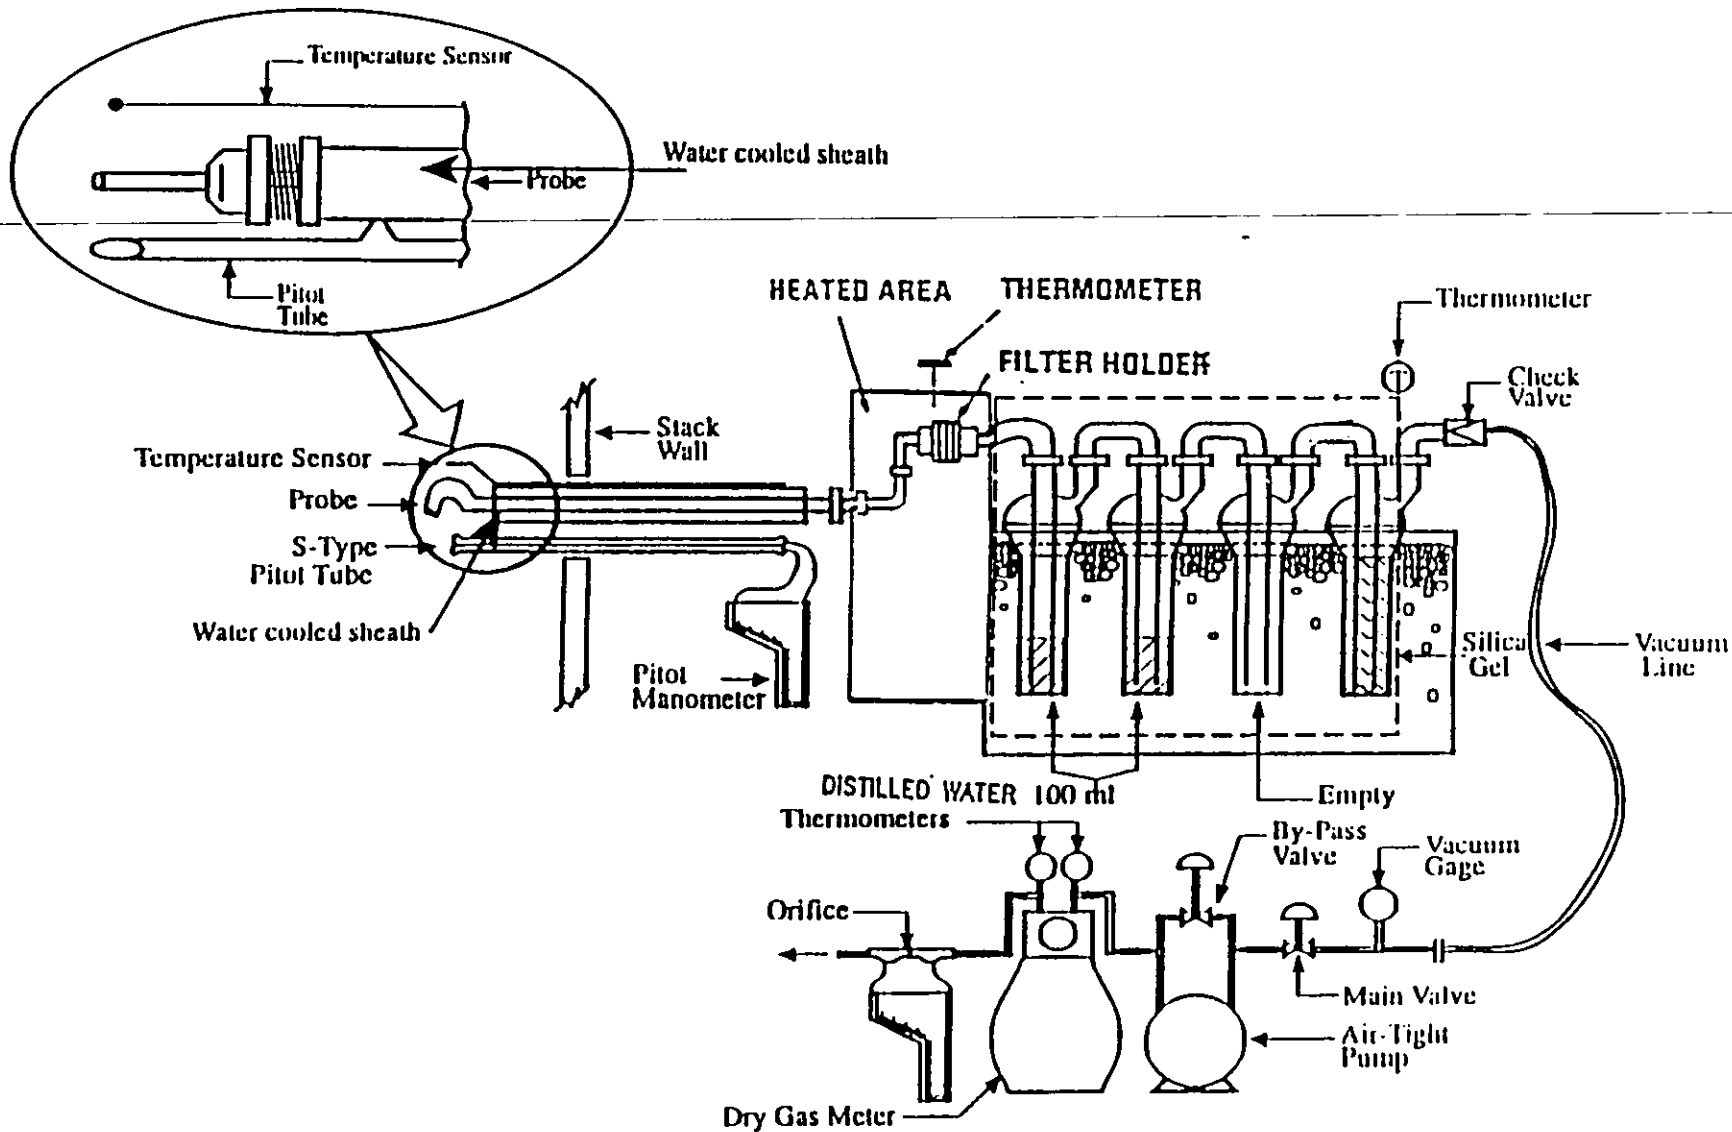 Temperature Sensor
Water cooled sheath
Probe
Pitot
Tube
HEATED AREA
THERMOMETER
Thermometer
FILTER HOLDER
Check
Valve
Stack
Wall
Temperature Sensor
Probe
S-Type
Pitot Tube
Water cooled sheath
Pitot
Manometer
Silica
Gel
Vacuum
Line
DISTILLED WATER 100 ml
Empty
Thermometers
By-Pass
Valve
Vacuum
Gage
Orifice
Main Valve
Air-Tight
Pump
Dry Gas Meter